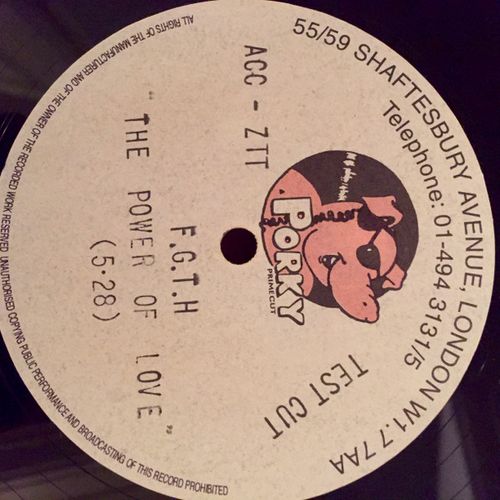 55/59 SHAFTESBURY AVENUE, LONDON W1.7 7AA
Telephone: 01-494 3131/5
PORKY
PRIME CUT
TEST CUT
ACC - ZTT
F.G.T.H
" THE POWER OF LOVE "
(5·28)
ALL RIGHTS OF THE MANUFACTURER AND OF THE OWNER OF THE RECORDED WORK RESERVED. UNAUTHORISED COPYING PUBLIC PERFORMANCE AND BROADCASTING OF THIS RECORD PROHIBITED